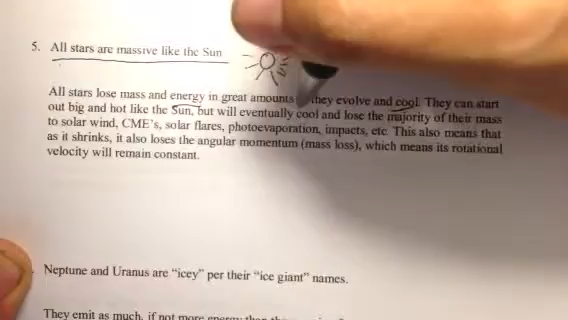 5. All stars are massive like the Sun
All stars lose mass and energy in great amounts they evolve and cool. They can start
out big and hot like the Sun, but will eventually cool and lose the majority of their mass
to solar wind, CME's, solar flares, photoevaporation, impacts, etc. This also means that
as it shrinks, it also loses the angular momentum (mass loss), which means its rotational
velocity will remain constant.
Neptune and Uranus are "icey" per their "ice giant" names.
They emit as much, if not more energy than